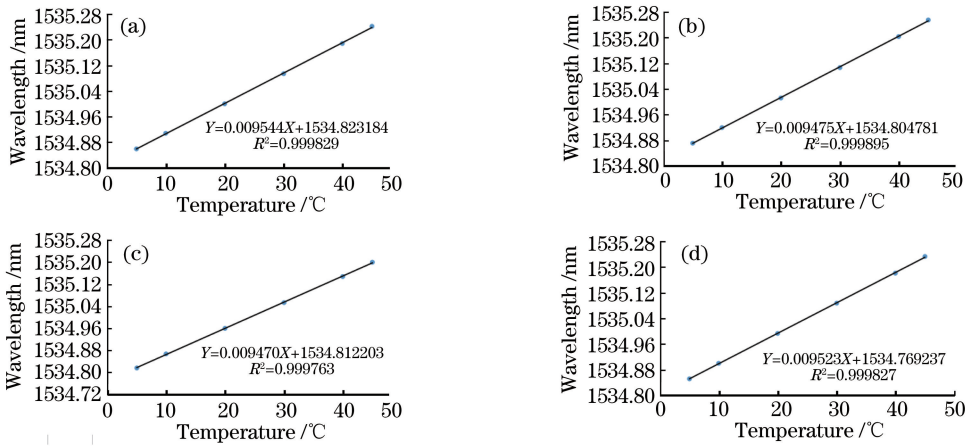 (a)
Wavelength /nm
1535.28
1535.20
1535.12
1535.04
1534.96
1534.88
1534.80
Y=0.009544X+1534.823184
R²=0.999829
0 10 20 30 40 50
Temperature /℃
(b)
Wavelength /nm
1535.28
1535.20
1535.12
1535.04
1534.96
1534.88
1534.80
Y=0.009475X+1534.804781
R²=0.999895
0 10 20 30 40 50
Temperature /℃
(c)
Wavelength /nm
1535.28
1535.20
1535.12
1535.04
1534.96
1534.88
1534.80
1534.72
Y=0.009470X+1534.812203
R²=0.999763
0 10 20 30 40 50
Temperature /℃
(d)
Wavelength /nm
1535.28
1535.20
1535.12
1535.04
1534.96
1534.88
1534.80
Y=0.009523X+1534.769237
R²=0.999827
0 10 20 30 40 50
Temperature /℃